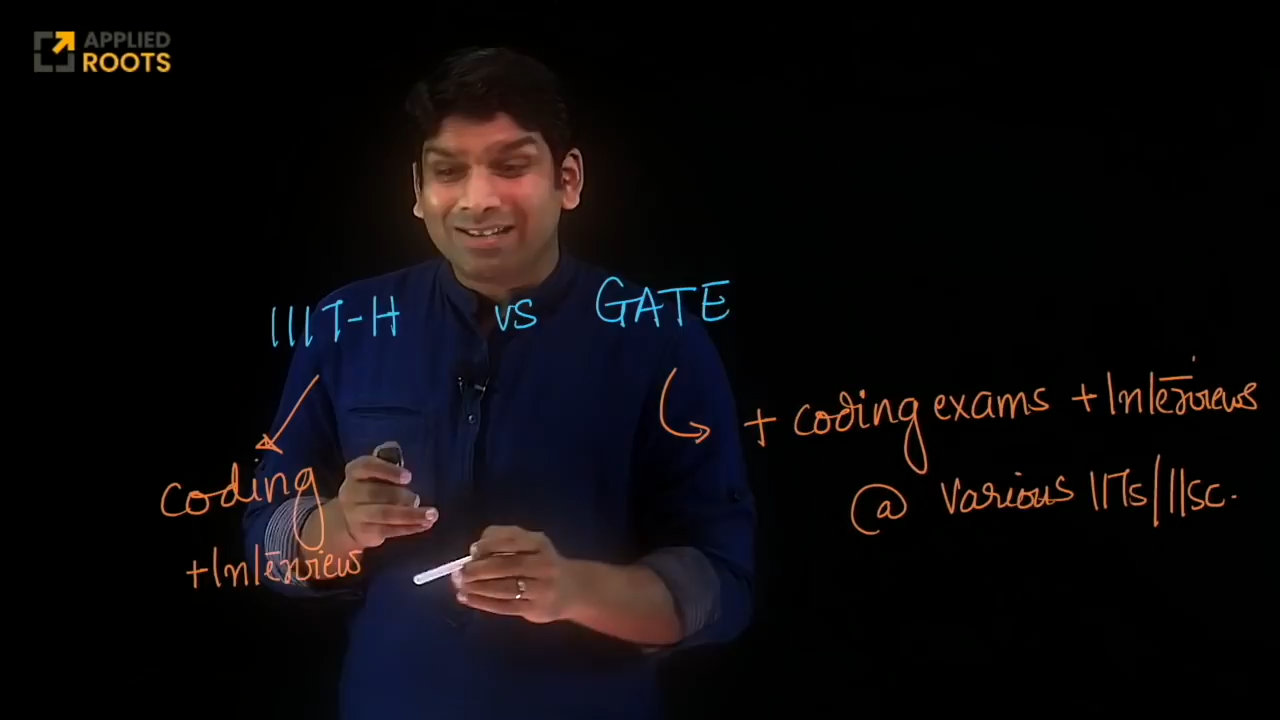 APPLIED
ROOTS
IIIT-H vs GATE
coding
+Interview
+ coding exams + Interviews
@ various IITs/IISc.